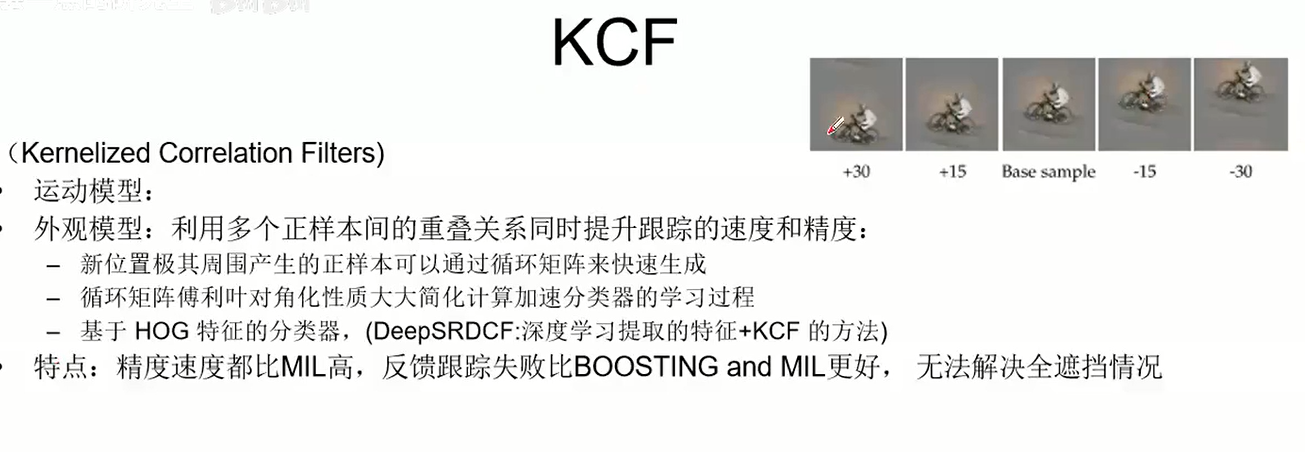 KCF
+30 +15 Base sample -15 -30
（Kernelized Correlation Filters)
• 运动模型：
• 外观模型：利用多个正样本间的重叠关系同时提升跟踪的速度和精度：
– 新位置极其周围产生的正样本可以通过循环矩阵来快速生成
– 循环矩阵傅利叶对角化性质大大简化计算加速分类器的学习过程
– 基于 HOG 特征的分类器，(DeepSRDCF:深度学习提取的特征+KCF 的方法)
• 特点：精度速度都比MIL高，反馈跟踪失败比BOOSTING and MIL更好， 无法解决全遮挡情况